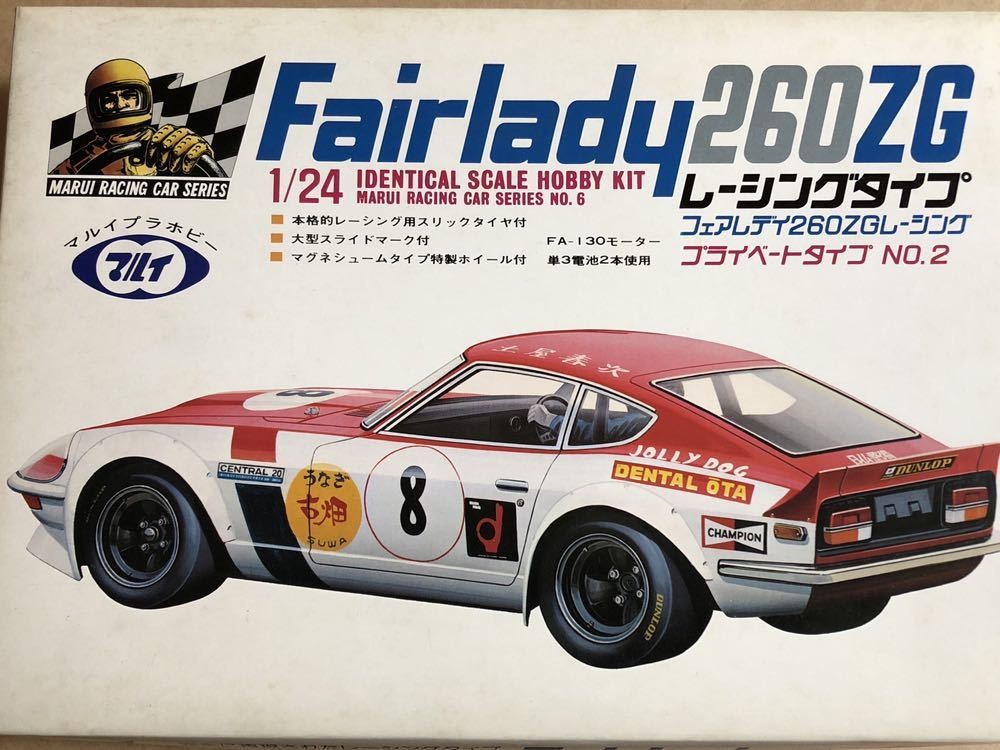 Fairlady 260ZG
1/24 IDENTICAL SCALE HOBBY KIT
MARUI RACING CAR SERIES NO. 6
MARUI RACING CAR SERIES
レーシングタイプ
フェアレディ260ZGレーシング
プライベートタイプ NO.2
本格的レーシング用スリックタイヤ付
大型スライドマーク付
FA-130モーター
マグネシュームタイプ特製ホイール付
単3電池2本使用
マルイプラホビー
マルイ
土屋春次
8
CENTRAL 20
うなぎ
古畑
SUWA
8
JOLLY DOG
DENTAL OTA
CHAMPION
DUNLOP
DUNLOP